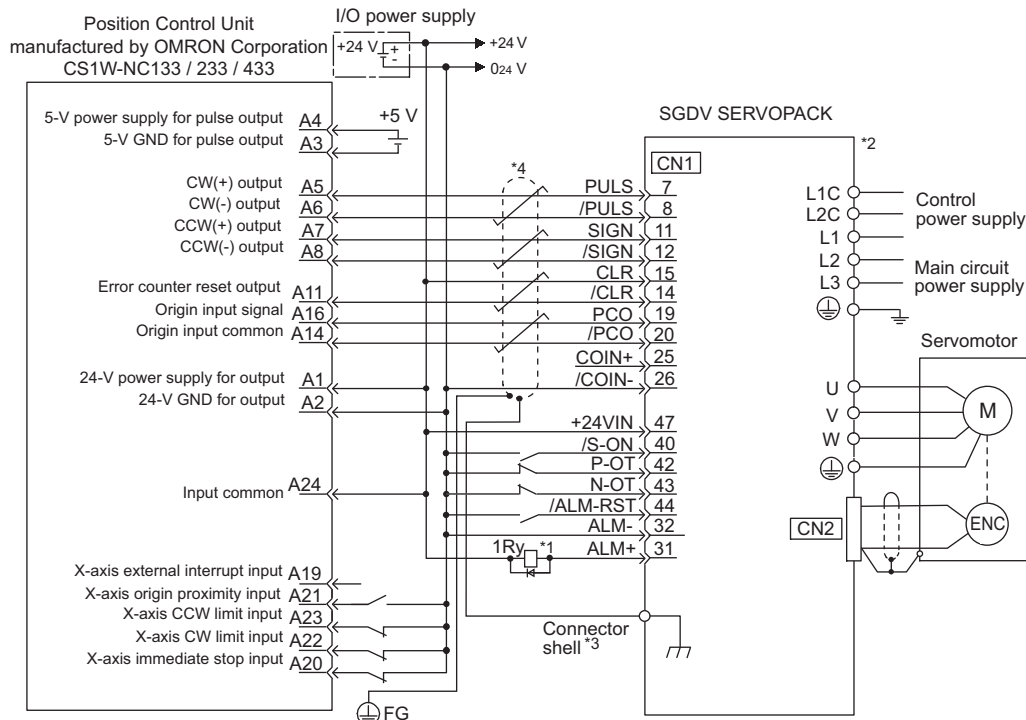 I/O power supply
Position Control Unit
manufactured by OMRON Corporation
CS1W-NC133 / 233 / 433
+24 V
+
-
+24 V
024 V
SGDV SERVOPACK
*2
5-V power supply for pulse output A4
+5 V
5-V GND for pulse output A3
*4
CN1
CW(+) output A5
PULS 7
CW(-) output A6
/PULS 8
CCW(+) output A7
SIGN 11
CCW(-) output A8
/SIGN 12
CLR 15
Error counter reset output A11
/CLR 14
Origin input signal A16
PCO 19
Origin input common A14
/PCO 20
COIN+ 25
24-V power supply for output A1
/COIN- 26
24-V GND for output A2
+24VIN 47
/S-ON 40
P-OT 42
Input common A24
N-OT 43
/ALM-RST 44
ALM- 32
1Ry *1 ALM+ 31
X-axis external interrupt input A19
X-axis origin proximity input A21
X-axis CCW limit input A23
X-axis CW limit input A22
X-axis immediate stop input A20
Connector
shell *3
FG
L1C
L2C
Control
power supply
L1
L2
L3
Main circuit
power supply
Servomotor
U
V
W
M
CN2
ENC